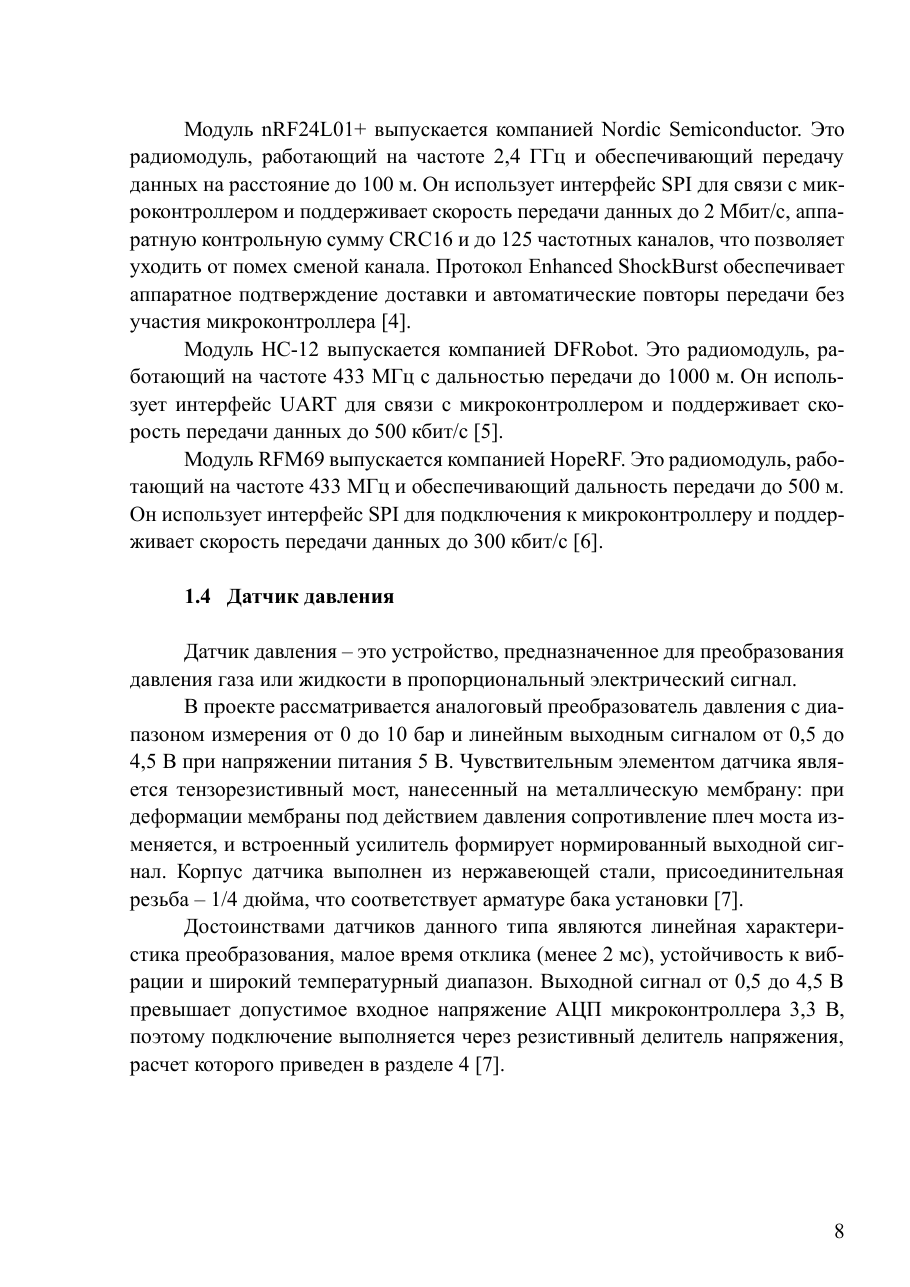 Модуль nRF24L01+ выпускается компанией Nordic Semiconductor. Это
радиомодуль, работающий на частоте 2,4 ГГц и обеспечивающий передачу
данных на расстояние до 100 м. Он использует интерфейс SPI для связи с мик-
роконтроллером и поддерживает скорость передачи данных до 2 Мбит/с, аппа-
ратную контрольную сумму CRC16 и до 125 частотных каналов, что позволяет
уходить от помех сменой канала. Протокол Enhanced ShockBurst обеспечивает
аппаратное подтверждение доставки и автоматические повторы передачи без
участия микроконтроллера [4].
Модуль HC-12 выпускается компанией DFRobot. Это радиомодуль, ра-
ботающий на частоте 433 МГц с дальностью передачи до 1000 м. Он исполь-
зует интерфейс UART для связи с микроконтроллером и поддерживает ско-
рость передачи данных до 500 кбит/с [5].
Модуль RFM69 выпускается компанией HopeRF. Это радиомодуль, рабо-
тающий на частоте 433 МГц и обеспечивающий дальность передачи до 500 м.
Он использует интерфейс SPI для подключения к микроконтроллеру и поддер-
живает скорость передачи данных до 300 кбит/с [6].
1.4 Датчик давления
Датчик давления – это устройство, предназначенное для преобразования
давления газа или жидкости в пропорциональный электрический сигнал.
В проекте рассматривается аналоговый преобразователь давления с диа-
пазоном измерения от 0 до 10 бар и линейным выходным сигналом от 0,5 до
4,5 В при напряжении питания 5 В. Чувствительным элементом датчика явля-
ется тензорезистивный мост, нанесенный на металлическую мембрану: при
деформации мембраны под действием давления сопротивление плеч моста из-
меняется, и встроенный усилитель формирует нормированный выходной сиг-
нал. Корпус датчика выполнен из нержавеющей стали, присоединительная
резьба – 1/4 дюйма, что соответствует арматуре бака установки [7].
Достоинствами датчиков данного типа являются линейная характери-
стика преобразования, малое время отклика (менее 2 мс), устойчивость к виб-
рации и широкий температурный диапазон. Выходной сигнал от 0,5 до 4,5 В
превышает допустимое входное напряжение АЦП микроконтроллера 3,3 В,
поэтому подключение выполняется через резистивный делитель напряжения,
расчет которого приведен в разделе 4 [7].
8